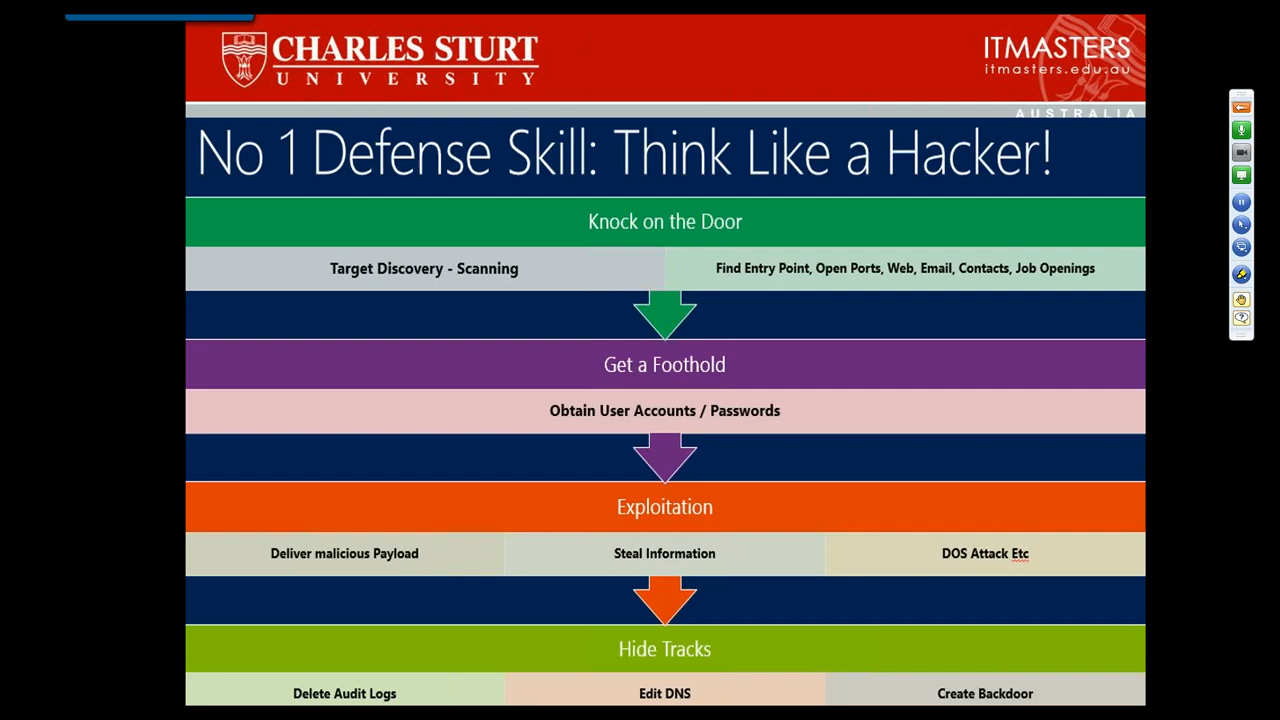 CHARLES STURT
UNIVERSITY
ITMASTERS
itmasters.edu.au
AUSTRALIA
No 1 Defense Skill: Think Like a Hacker!
Knock on the Door
Target Discovery - Scanning
Find Entry Point, Open Ports, Web, Email, Contacts, Job Openings
Get a Foothold
Obtain User Accounts / Passwords
Exploitation
Deliver malicious Payload
Steal Information
DOS Attack Etc
Hide Tracks
Delete Audit Logs
Edit DNS
Create Backdoor